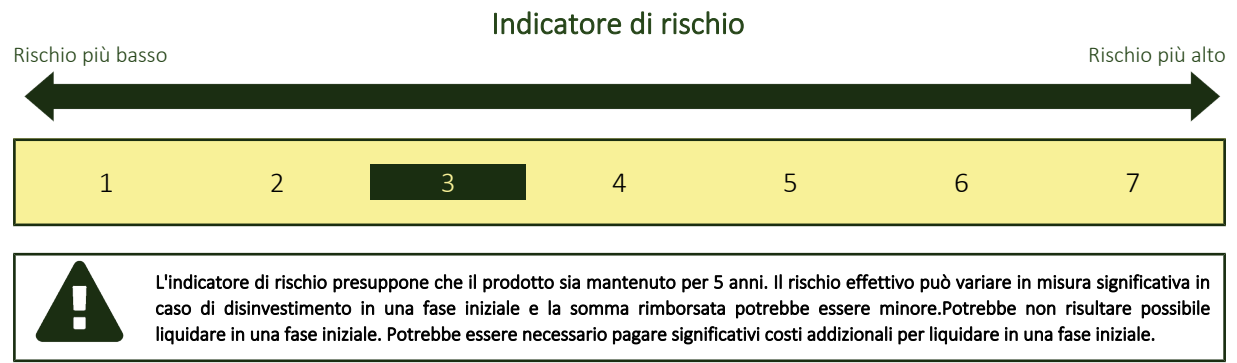 Indicatore di rischio
Rischio più basso
Rischio più alto
1 2 3 4 5 6 7
L'indicatore di rischio presuppone che il prodotto sia mantenuto per 5 anni. Il rischio effettivo può variare in misura significativa in
caso di disinvestimento in una fase iniziale e la somma rimborsata potrebbe essere minore.Potrebbe non risultare possibile
liquidare in una fase iniziale. Potrebbe essere necessario pagare significativi costi addizionali per liquidare in una fase iniziale.